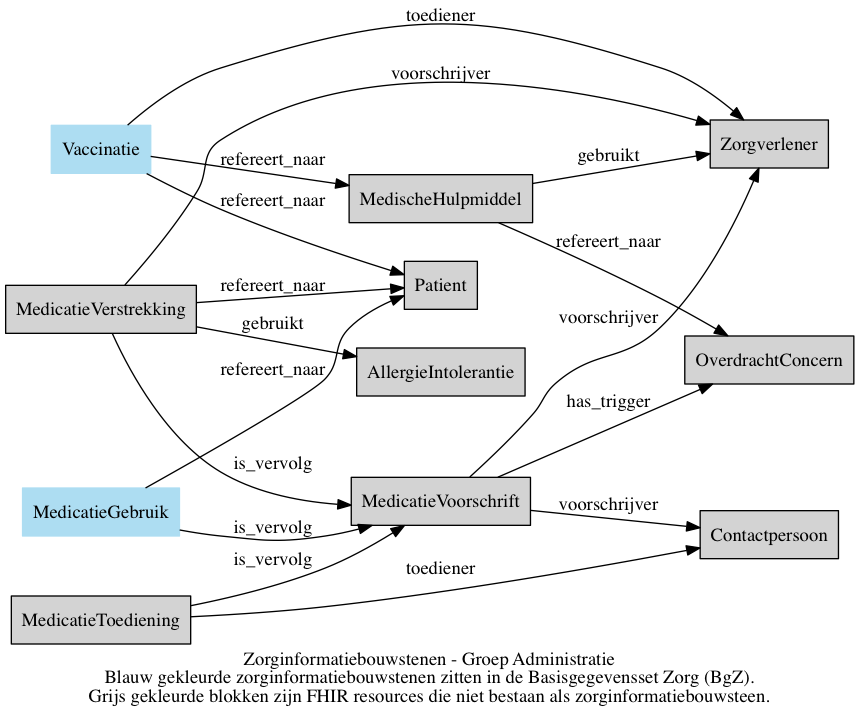 toediener
voorschrijver
Vaccinatie
Zorgverlener
refereert_naar
gebruikt
MedischeHulpmiddel
refereert_naar
refereert_naar
Patient
refereert_naar
MedicatieVerstrekking
gebruikt
voorschrijver
OverdrachtConcern
refereert_naar
AllergieIntolerantie
has_trigger
is_vervolg
MedicatieVoorschrift
voorschrijver
MedicatieGebruik
is_vervolg
Contactpersoon
is_vervolg
toediener
MedicatieToediening
Zorginformatiebouwstenen - Groep Administratie
Blauw gekleurde zorginformatiebouwstenen zitten in de Basisgegevensset Zorg (BgZ).
Grijs gekleurde blokken zijn FHIR resources die niet bestaan als zorginformatiebouwsteen.